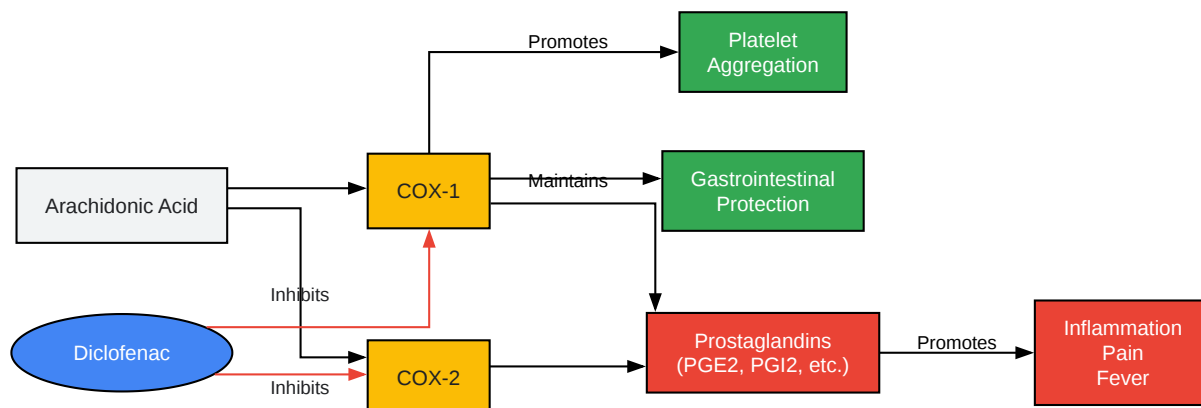 Promotes
Platelet
Aggregation
Arachidonic Acid
COX-1
Maintains
Gastrointestinal
Protection
Inhibits
Diclofenac
Inhibits
COX-2
Prostaglandins
(PGE2, PGI2, etc.)
Promotes
Inflammation
Pain
Fever